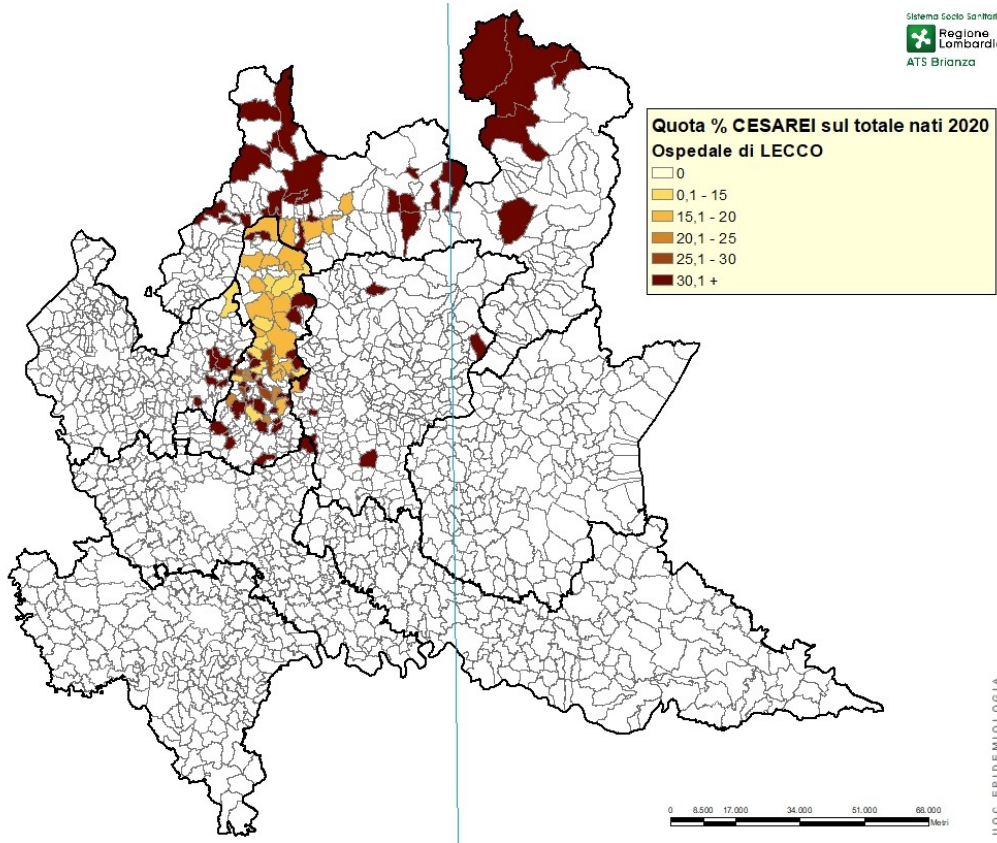 Sistema Socio Sanitario
Regione
Lombardia
ATS Brianza
Quota % CESAREI sul totale nati 2020
Ospedale di LECCO
0
0,1 - 15
15,1 - 20
20,1 - 25
25,1 - 30
30,1 +
0 8.500 17.000 34.000 51.000 68.000
Metri
UOC EPIDEMIOLOGIA